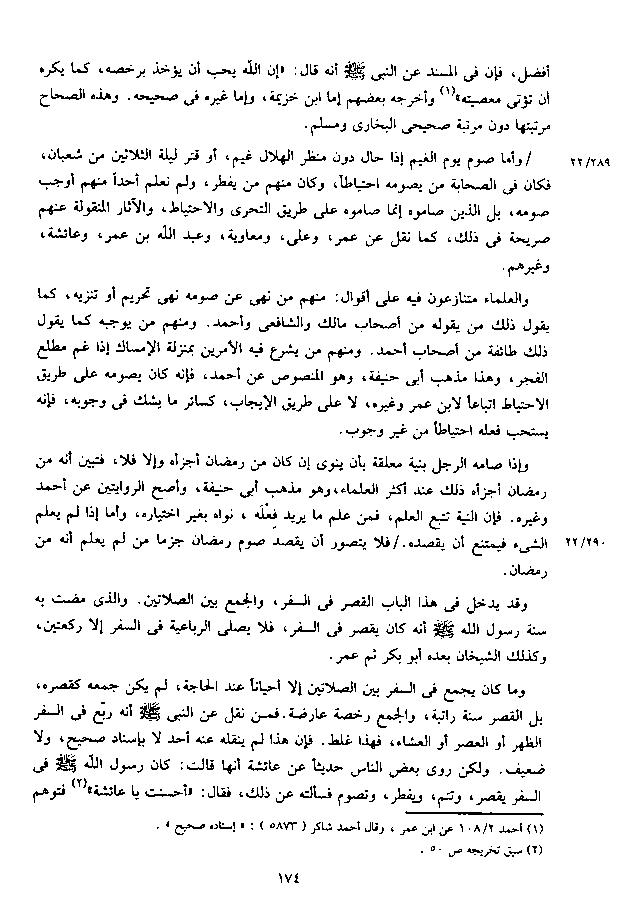 أفضل، فإن فى المسند عن النبى ﷺ أنه قال: «إن الله يحب أن يؤخذ برخصه، كما يكره
أن تؤتى معصيته»(١) وأخرجه بعضهم إما ابن خزيمة، وإما غيره فى صحيحه. وهذه الصحاح
مرتبتها دون مرتبة صحيحى البخارى ومسلم.
٢٢/٢٨٩ / وأما صوم يوم الغيم إذا حال دون منظر الهلال غيم، أو قتر ليلة الثلاثين من شعبان،
فكان فى الصحابة من يصومه احتياطاً، وكان منهم من يفطر، ولم نعلم أحداً منهم أوجب
صومه، بل الذين صاموه إنما صاموه على طريق التحرى والاحتياط، والآثار المنقولة عنهم
صريحة فى ذلك، كما نقل عن عمر، وعلى، ومعاوية، وعبد الله بن عمر، وعائشة،
وغيرهم.
والعلماء متنازعون فيه على أقوال: منهم من نهى عن صومه نهى تحريم أو تنزيه، كما
يقول ذلك من يقوله من أصحاب مالك والشافعى وأحمد. ومنهم من يوجبه كما يقول
ذلك طائفة من أصحاب أحمد. ومنهم من يشرع فيه الأمرين بمنزلة الإمساك إذا غم مطلع
الفجر، وهذا مذهب أبى حنيفة، وهو المنصوص عن أحمد، فإنه كان يصومه على طريق
الاحتياط اتباعاً لابن عمر وغيره، لا على طريق الإيجاب، كسائر ما يشك فى وجوبه، فإنه
يستحب فعله احتياطاً من غير وجوب.
وإذا صامه الرجل بنية معلقة بأن ينوى إن كان من رمضان أجزأه وإلا فلا، فتبين أنه من
رمضان أجزأه ذلك عند أكثر العلماء،وهو مذهب أبى حنيفة، وأصح الروايتين عن أحمد
وغيره. فإن النية تتبع العلم، فمن علم ما يريد فِعْلَه ، نواه بغير اختياره، وأما إذا لم يعلم
٢٢/٢٩٠ الشىء فيمتنع أن يقصده./ فلا يتصور أن يقصد صوم رمضان جزما من لم يعلم أنه من
رمضان.
وقد يدخل فى هذا الباب القصر فى السفر، والجمع بين الصلاتين. والذى مضت به
سنة رسول الله ﷺ أنه كان يقصر فى السفر، فلا يصلى الرباعية فى السفر إلا ركعتين،
وكذلك الشيخان بعده أبو بكر ثم عمر.
وما كان يجمع فى السفر بين الصلاتين إلا أحياناً عند الحاجة، لم يكن جمعه كقصره،
بل القصر سنة راتبة، والجمع رخصة عارضة.فمن نقل عن النبى ﷺ أنه ربّع فى السفر
الظهر أو العصر أو العشاء، فهذا غلط. فإن هذا لم ينقله عنه أحد لا بإسناد صحيح، ولا
ضعيف. ولكن روى بعض الناس حديثاً عن عائشة أنها قالت: كان رسول الله ﷺ فى
السفر يقصر، وتتم، ويفطر، وتصوم فسألته عن ذلك، فقال: «أحسنت يا عائشة»(٢) فتوهم
(١) أحمد ١٠٨/٢ عن ابن عمر ، وقال أحمد شاكر ( ٥٨٧٣ ) : « إسناده صحيح » .
(٢) سبق تخريجه ص ٥٠ .
١٧٤